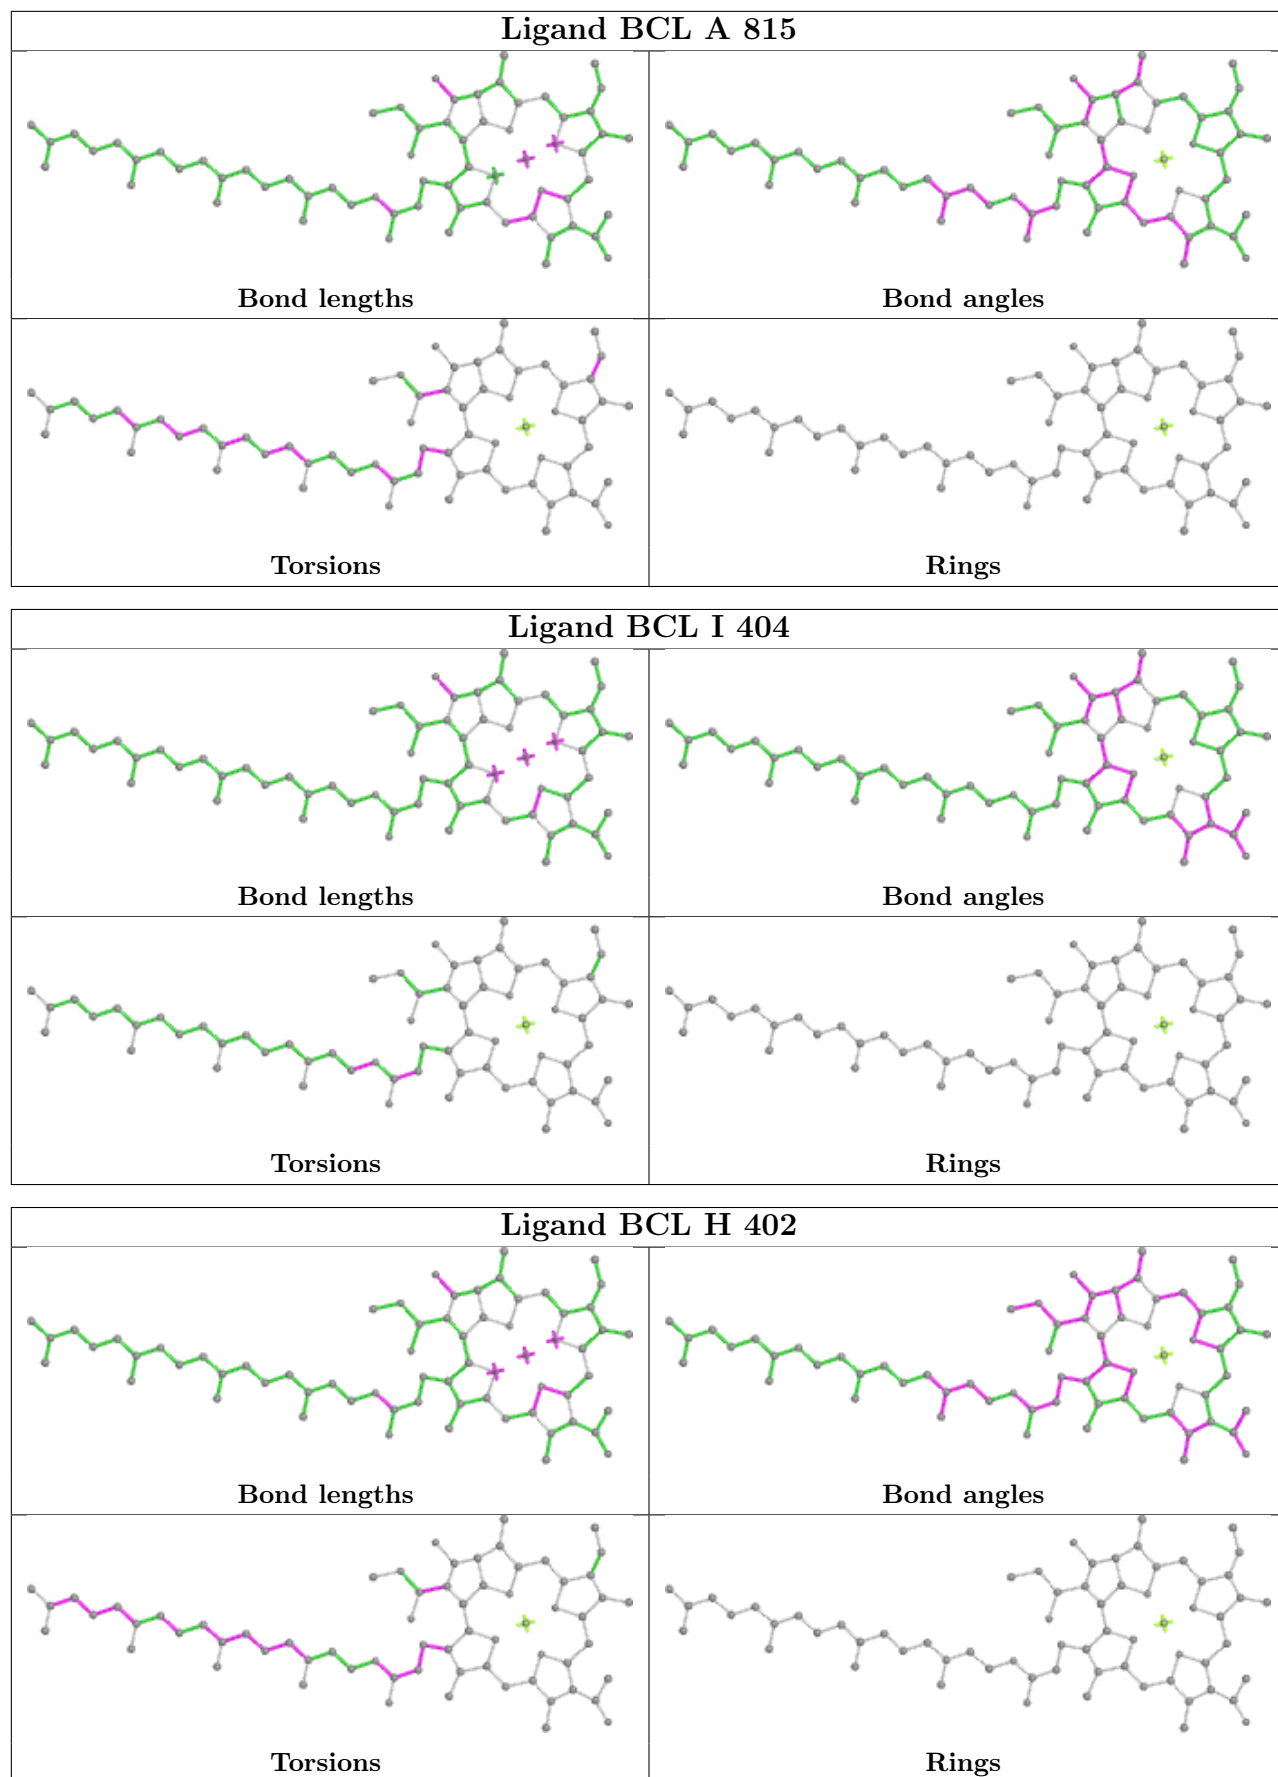 Ligand BCL A 815
Bond lengths
Bond angles
Torsions
Rings
Ligand BCL I 404
Bond lengths
Bond angles
Torsions
Rings
Ligand BCL H 402
Bond lengths
Bond angles
Torsions
Rings